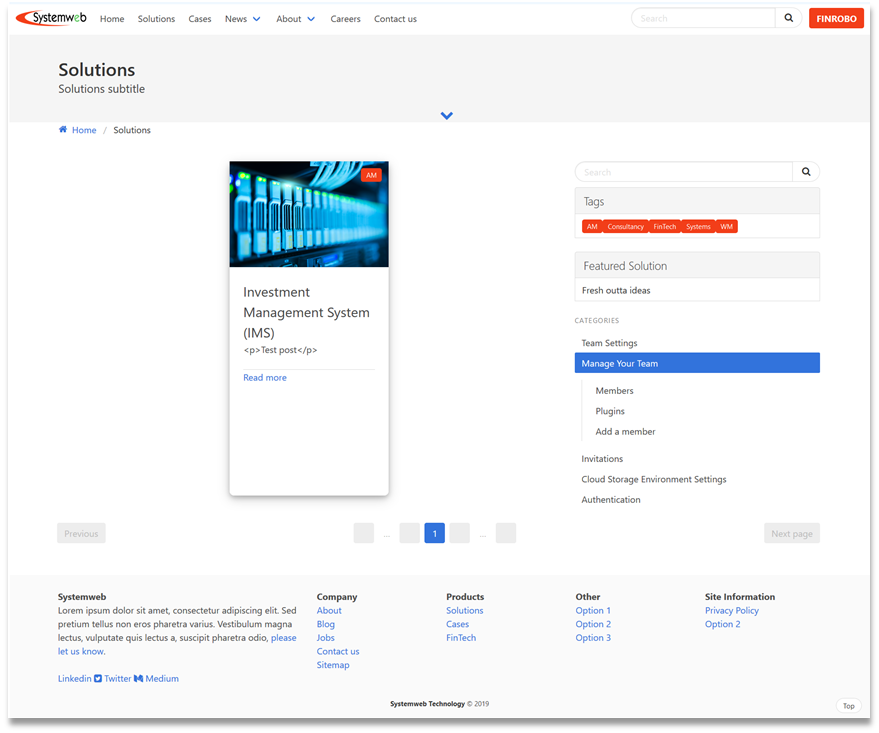 Systemweb
Home Solutions Cases News About Careers Contact us Search FINROBO
Solutions
Solutions subtitle
Home / Solutions
AM
Investment
Management System
(IMS)
<p>Test post</p>
Read more
Search
Tags
AM Consultancy FinTech Systems WM
Featured Solution
Fresh outta ideas
CATEGORIES
Team Settings
Manage Your Team
Members
Plugins
Add a member
Invitations
Cloud Storage Environment Settings
Authentication
Previous ... 1 ... Next page
Systemweb
Lorem ipsum dolor sit amet, consectetur adipiscing elit. Sed
pretium tellus non eros pharetra varius. Vestibulum magna
lectus, vulputate quis lectus a, suscipit pharetra odio, please
let us know.
Linkedin Twitter Medium
Company
About
Blog
Jobs
Contact us
Sitemap
Products
Solutions
Cases
FinTech
Other
Option 1
Option 2
Option 3
Site Information
Privacy Policy
Option 2
Systemweb Technology © 2019
Top